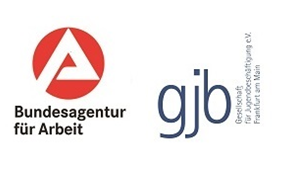 Bundesagentur
für Arbeit
gjb
Gesellschaft
für Jugendbeschäftigung e.V.
Frankfurt am Main